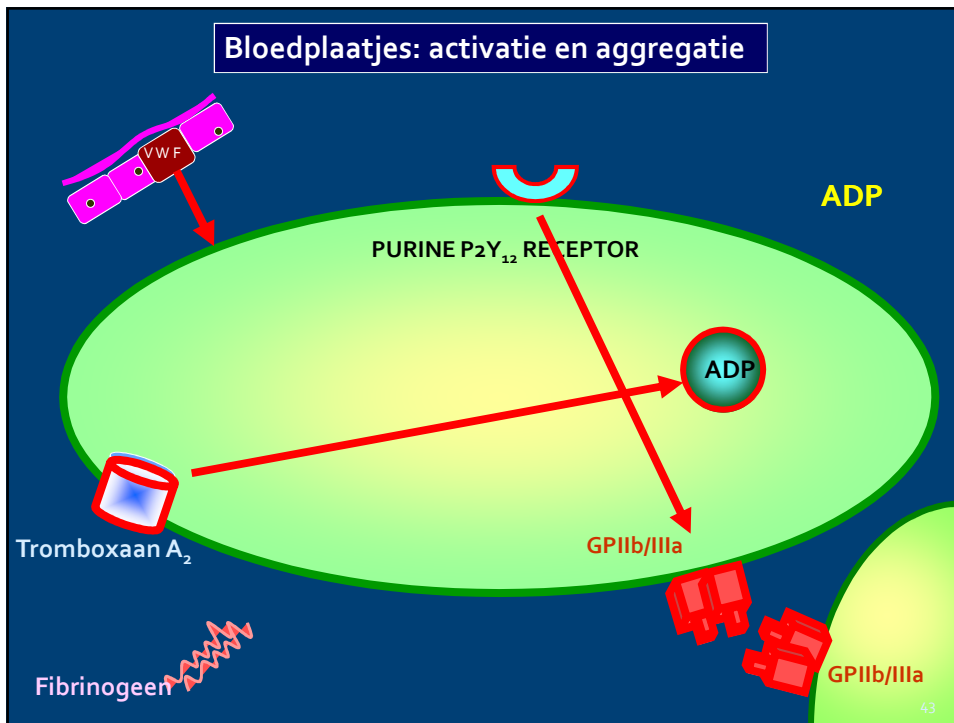 Bloedplaatjes: activatie en aggregatie
VWF
ADP
PURINE P2Y₁₂ RECEPTOR
ADP
Tromboxaan A₂
GPIIb/IIIa
Fibrinogeen
GPIIb/IIIa
43